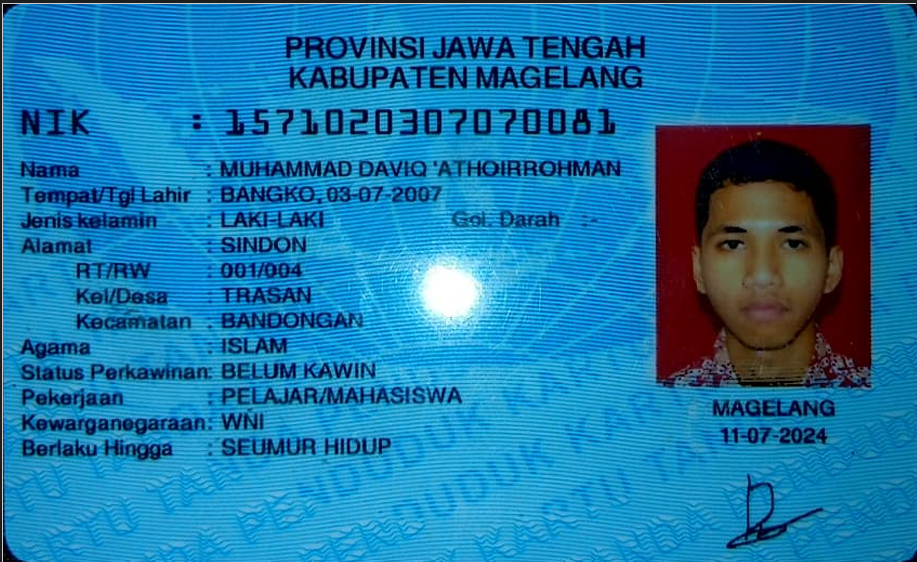 PROVINSI JAWA TENGAH
KABUPATEN MAGELANG
NIK : 1571020307070081
Nama : MUHAMMAD DAVIQ 'ATHOIRROHMAN
Tempat/Tgl Lahir : BANGKO, 03-07-2007
Jenis kelamin : LAKI-LAKI Gol. Darah :-
Alamat : SINDON
RT/RW : 001/004
Kel/Desa : TRASAN
Kecamatan : BANDONGAN
Agama : ISLAM
Status Perkawinan: BELUM KAWIN
Pekerjaan : PELAJAR/MAHASISWA
Kewarganegaraan: WNI
Berlaku Hingga : SEUMUR HIDUP
MAGELANG
11-07-2024